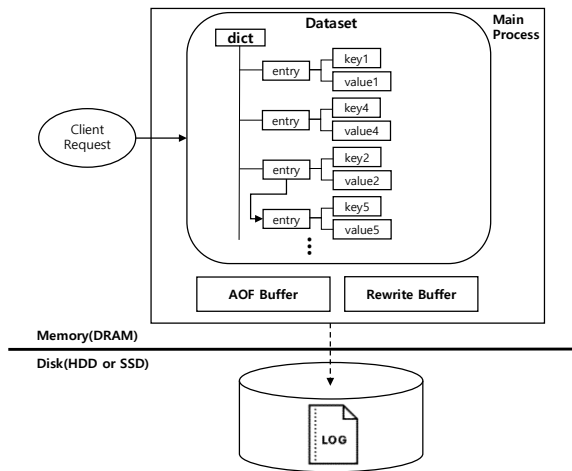 Dataset
Main
Process
dict
entry
key1
value1
entry
key4
value4
Client
Request
entry
key2
value2
entry
key5
value5
AOF Buffer
Rewrite Buffer
Memory(DRAM)
Disk(HDD or SSD)
LOG